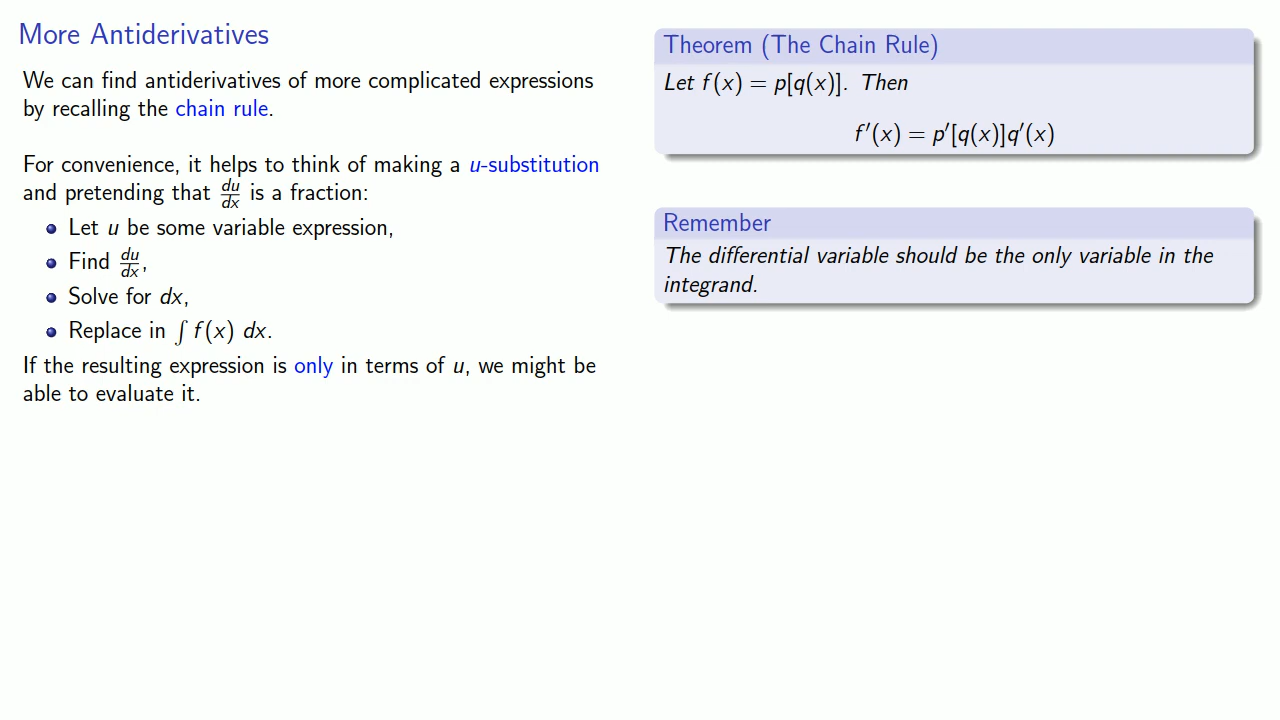 More Antiderivatives
We can find antiderivatives of more complicated expressions
by recalling the chain rule.
For convenience, it helps to think of making a u-substitution
and pretending that du/dx is a fraction:
Let u be some variable expression,
Find du/dx,
Solve for dx,
Replace in ∫ f(x) dx.
If the resulting expression is only in terms of u, we might be
able to evaluate it.
Theorem (The Chain Rule)
Let f(x) = p[q(x)]. Then
f′(x) = p′[q(x)]q′(x)
Remember
The differential variable should be the only variable in the
integrand.